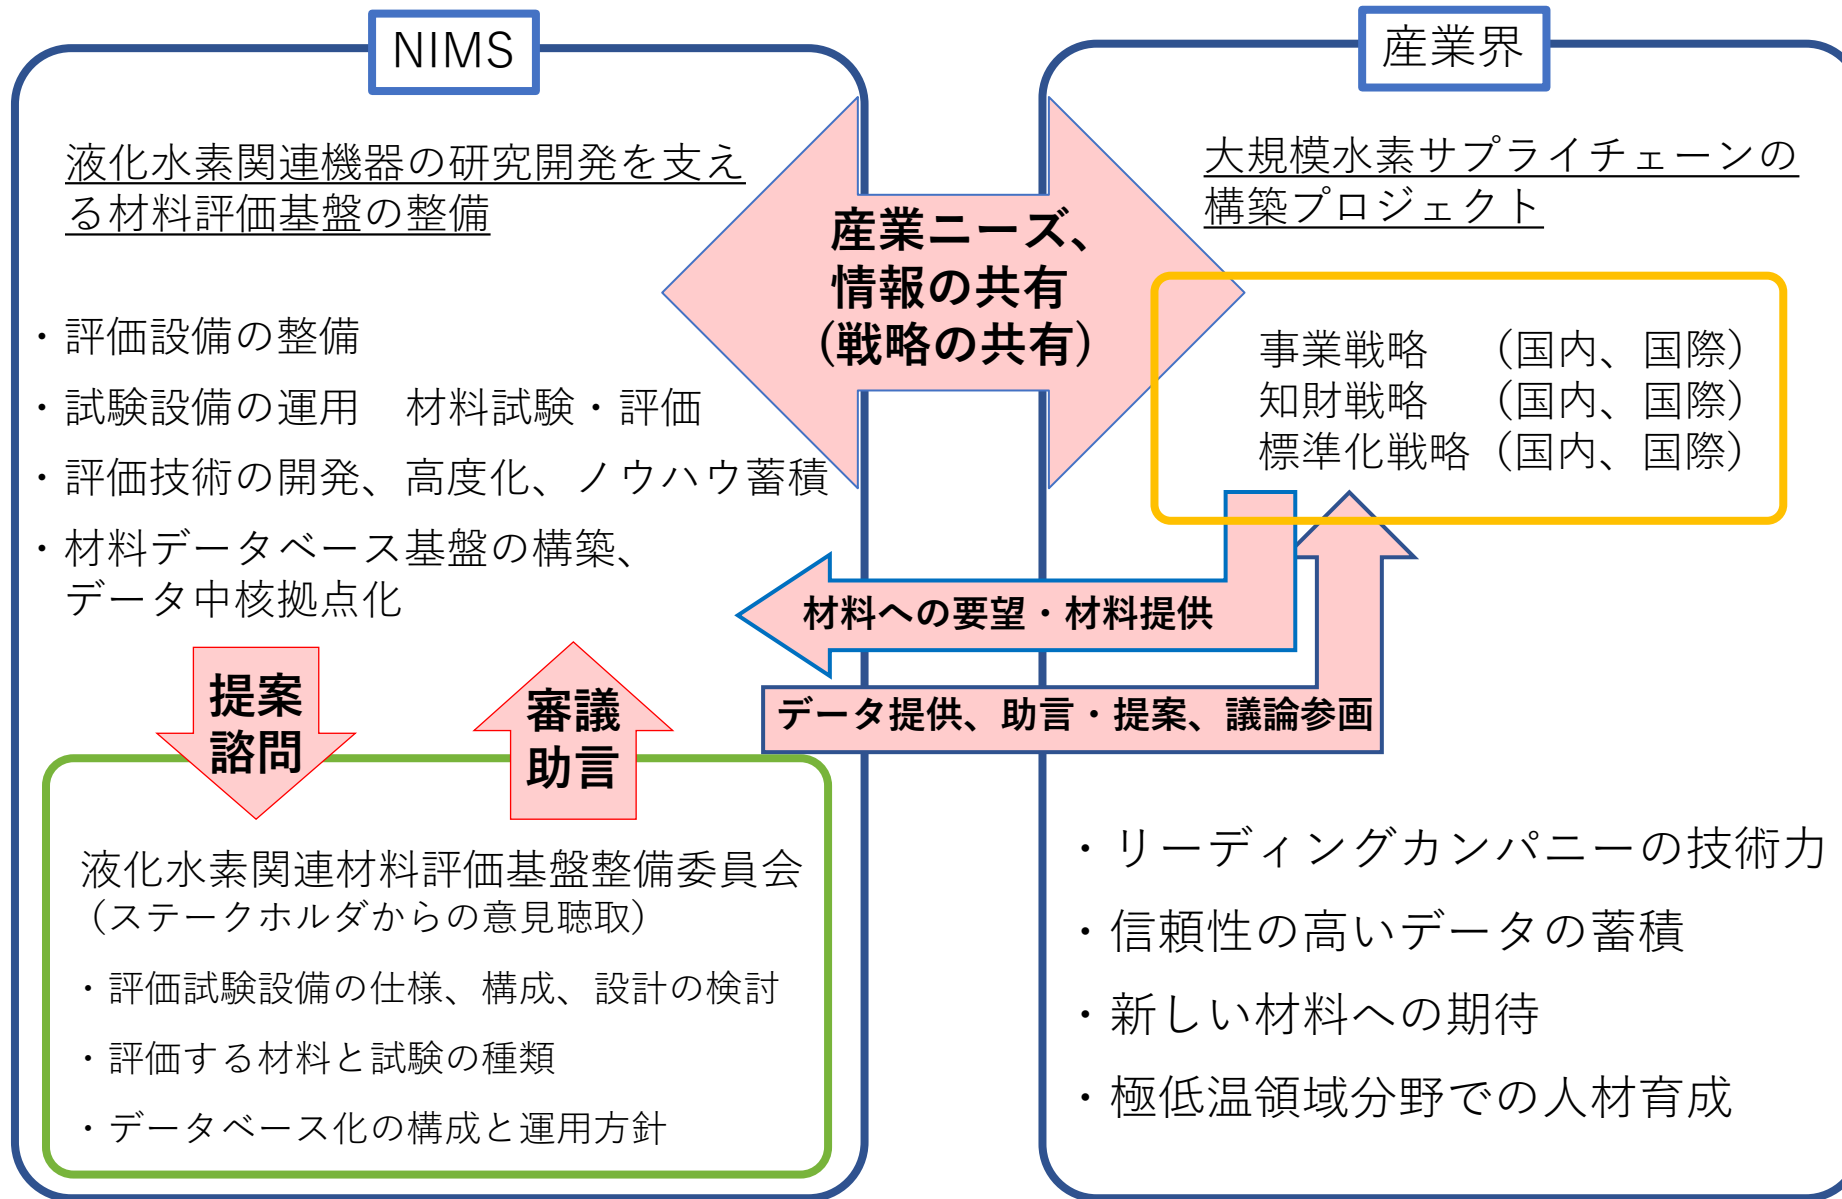 NIMS
液化水素関連機器の研究開発を支え
る材料評価基盤の整備
・評価設備の整備
・試験設備の運用　材料試験・評価
・評価技術の開発、高度化、ノウハウ蓄積
・材料データベース基盤の構築、
データ中核拠点化
提案
諮問
審議
助言
液化水素関連材料評価基盤整備委員会
（ステークホルダからの意見聴取）
・評価試験設備の仕様、構成、設計の検討
・評価する材料と試験の種類
・データベース化の構成と運用方針
産業ニーズ、
情報の共有
(戦略の共有)
材料への要望・材料提供
データ提供、助言・提案、議論参画
産業界
大規模水素サプライチェーンの
構築プロジェクト
事業戦略　（国内、国際）
知財戦略　（国内、国際）
標準化戦略（国内、国際）
・リーディングカンパニーの技術力
・信頼性の高いデータの蓄積
・新しい材料への期待
・極低温領域分野での人材育成